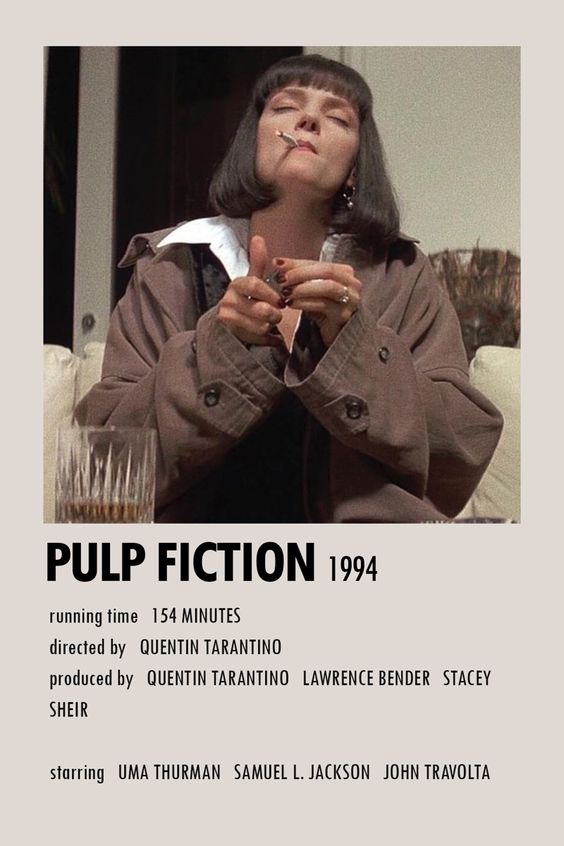 PULP FICTION 1994
running time 154 MINUTES
directed by QUENTIN TARANTINO
produced by QUENTIN TARANTINO LAWRENCE BENDER STACEY
SHEIR
starring UMA THURMAN SAMUEL L. JACKSON JOHN TRAVOLTA